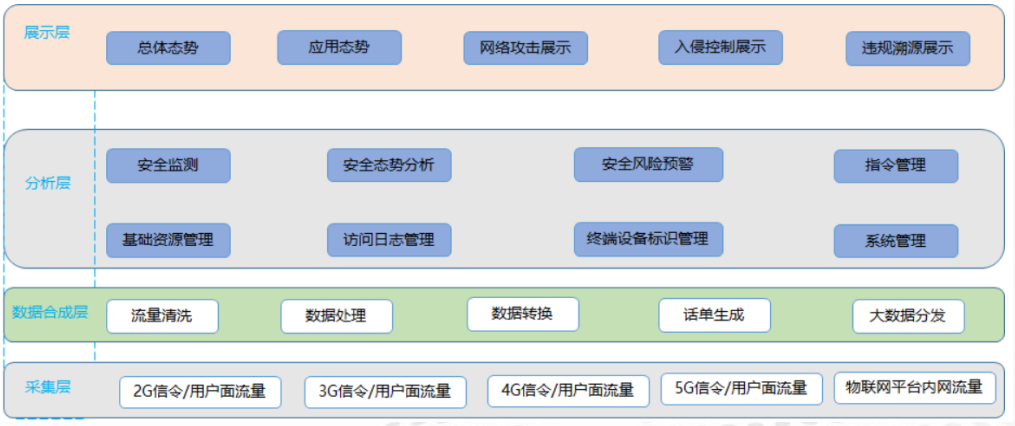 展示层
总体态势
应用态势
网络攻击展示
入侵控制展示
违规溯源展示
分析层
安全监测
安全态势分析
安全风险预警
指令管理
基础资源管理
访问日志管理
终端设备标识管理
系统管理
数据合成层
流量清洗
数据处理
数据转换
话单生成
大数据分发
采集层
2G信令/用户面流量
3G信令/用户面流量
4G信令/用户面流量
5G信令/用户面流量
物联网平台内网流量